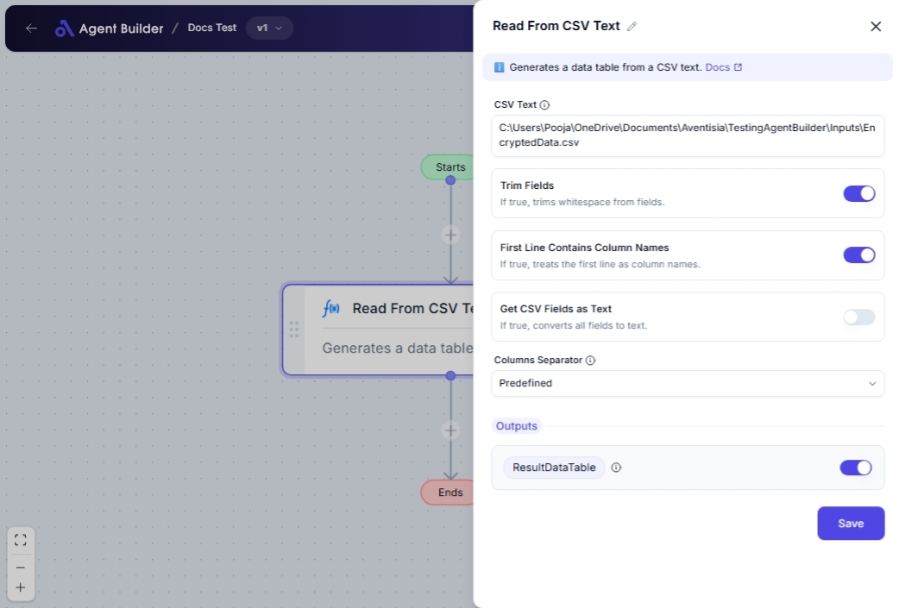 Agent Builder / Docs Test v1
Starts
Read From CSV Te
Generates a data table
Ends
Read From CSV Text
Generates a data table from a CSV text. Docs
CSV Text
C:\Users\Pooja\OneDrive\Documents\Aventisia\TestingAgentBuilder\Inputs\En
cryptedData.csv
Trim Fields
If true, trims whitespace from fields.
First Line Contains Column Names
If true, treats the first line as column names.
Get CSV Fields as Text
If true, converts all fields to text.
Columns Separator
Predefined
Outputs
ResultDataTable
Save